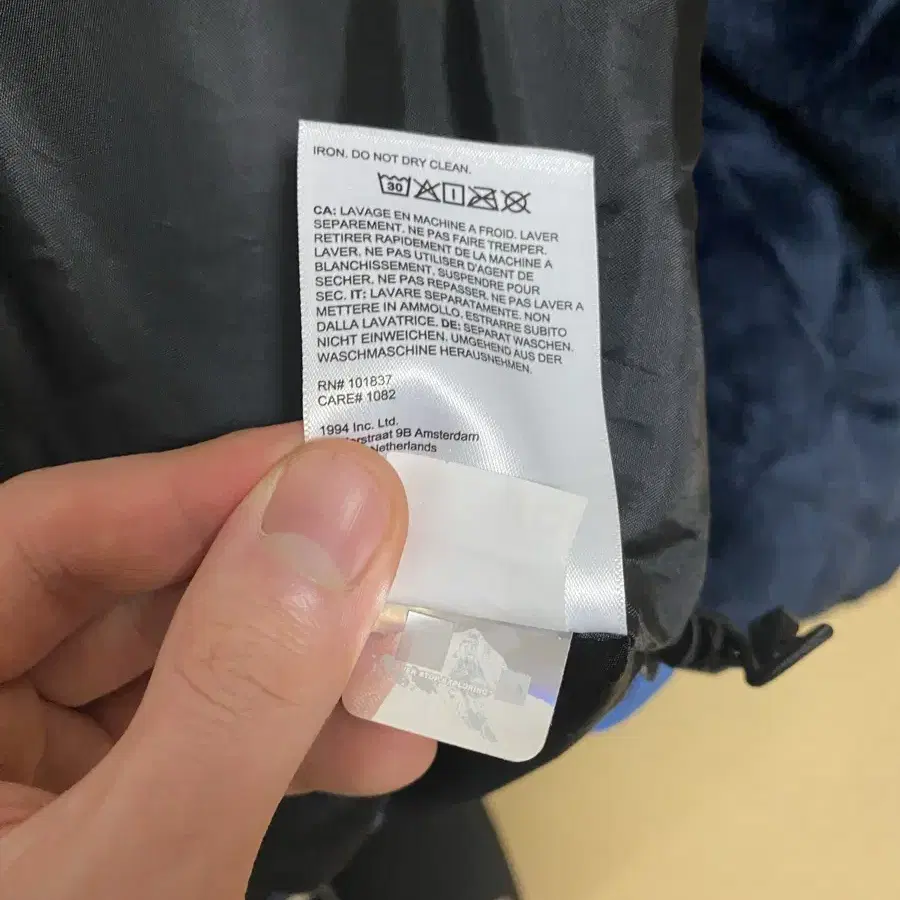 IRON. DO NOT DRY CLEAN.
30
CA: LAVAGE EN MACHINE A FROID. LAVER
SEPAREMENT. NE PAS FAIRE TREMPER.
RETIRER RAPIDEMENT DE LA MACHINE A
LAVER. NE PAS UTILISER D'AGENT DE
BLANCHISSEMENT. SUSPENDRE POUR
SECHER. NE PAS REPASSER. NE PAS LAVER A
SEC. IT: LAVARE SEPARATAMENTE. NON
METTERE IN AMMOLLO. ESTRARRE SUBITO
DALLA LAVATRICE. DE: SEPARAT WASCHEN.
NICHT EINWEICHEN. UMGEHEND AUS DER
WASCHMASCHINE HERAUSNEHMEN.
RN# 101837
CARE# 1082
1994 Inc. Ltd.
9B Amsterdam
Netherlands
STOP EXPLORING